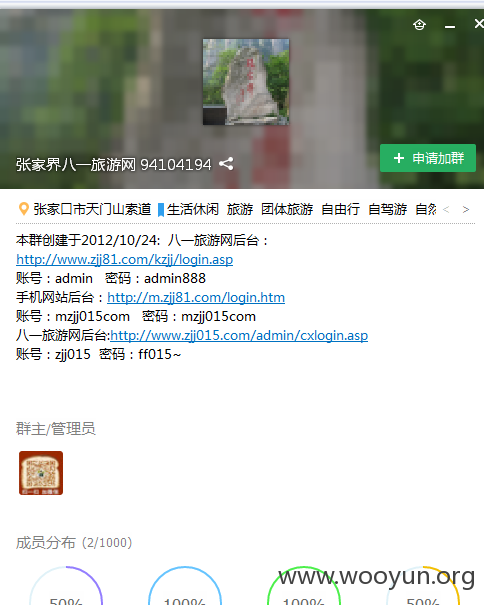 张家界八一旅游网 94104194
申请加群
张家口市天门山索道 生活休闲 旅游 团体旅游 自由行 自驾游
本群创建于2012/10/24: 八一旅游网后台：
http://www.zjj81.com/kzjj/login.asp
账号：admin 密码：admin888
手机网站后台：http://m.zjj81.com/login.htm
账号：mzjj015com 密码：mzjj015com
八一旅游网后台:http://www.zjj015.com/admin/cxlogin.asp
账号：zjj015 密码：ff015~
群主/管理员
成员分布 (2/1000)
www.wooyun.org
50% 100% 100% 50%